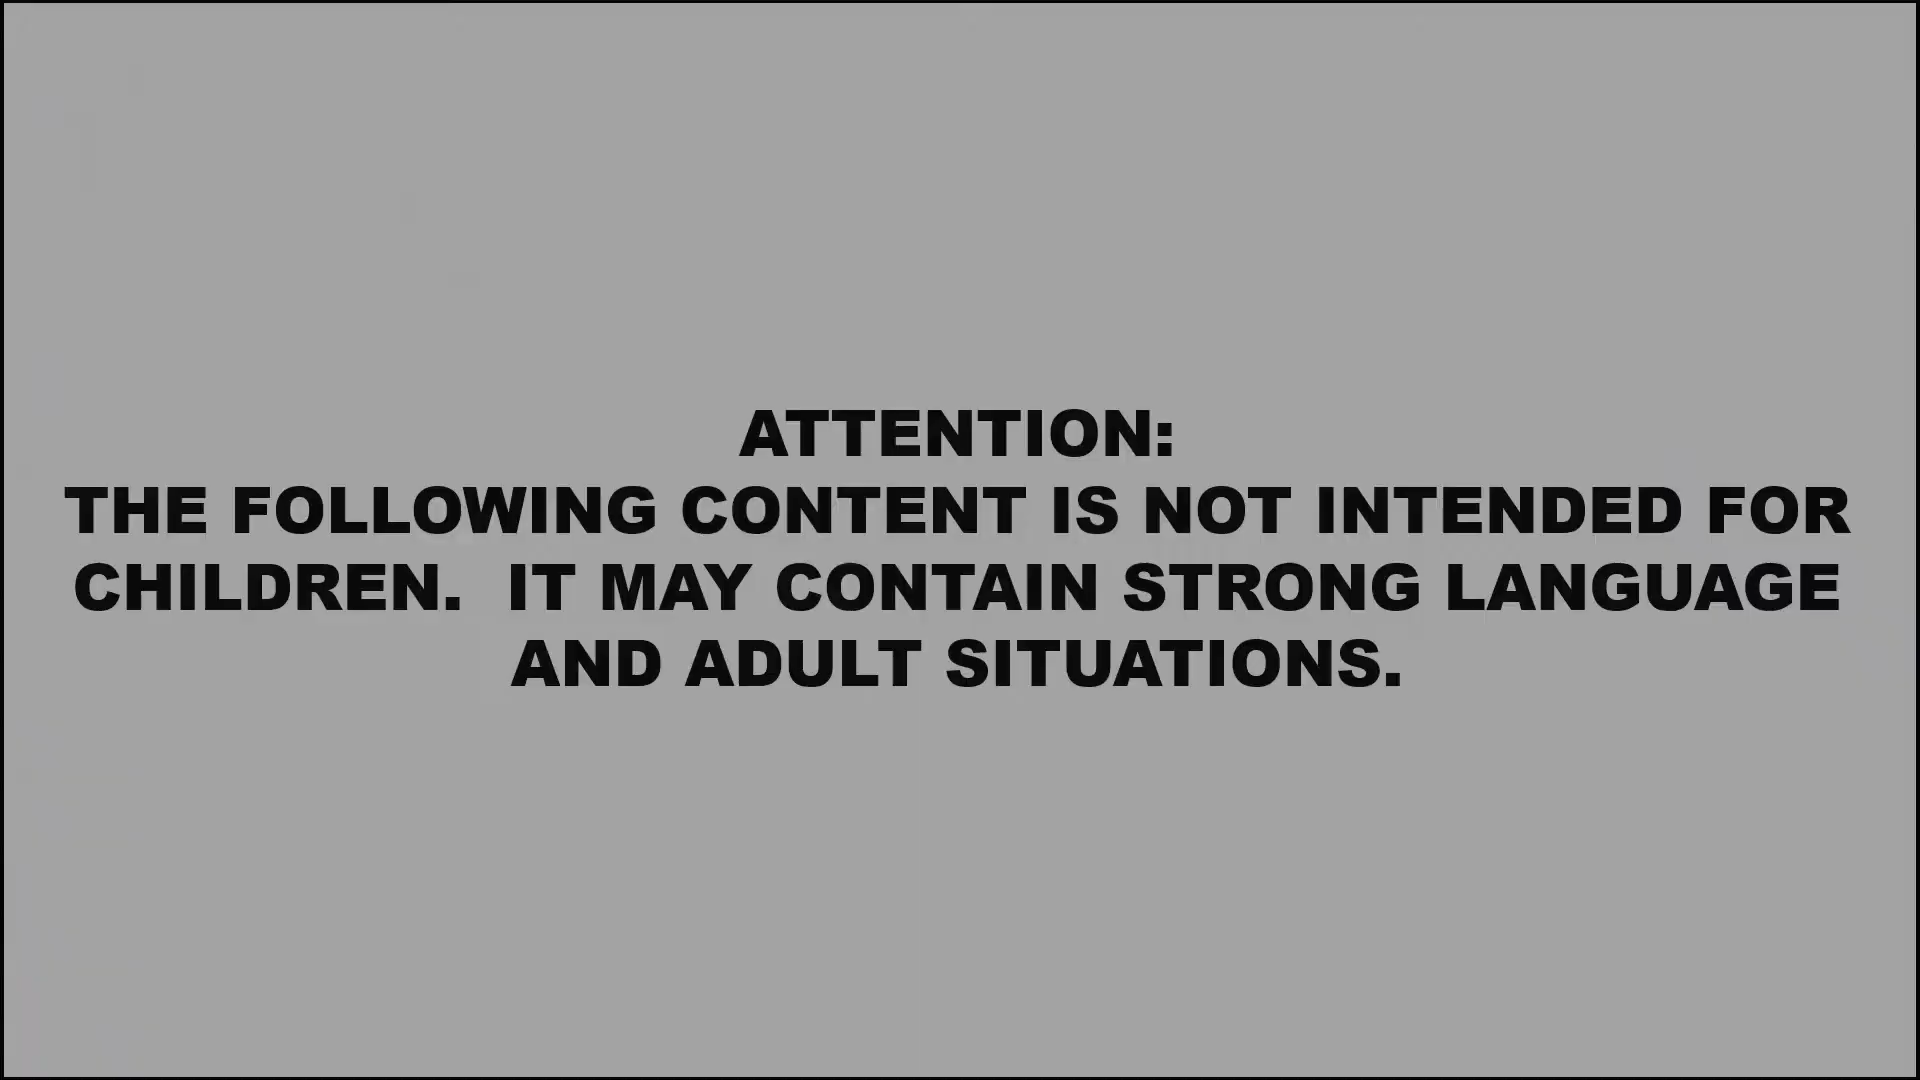 ATTENTION:
THE FOLLOWING CONTENT IS NOT INTENDED FOR
CHILDREN.  IT MAY CONTAIN STRONG LANGUAGE
AND ADULT SITUATIONS.